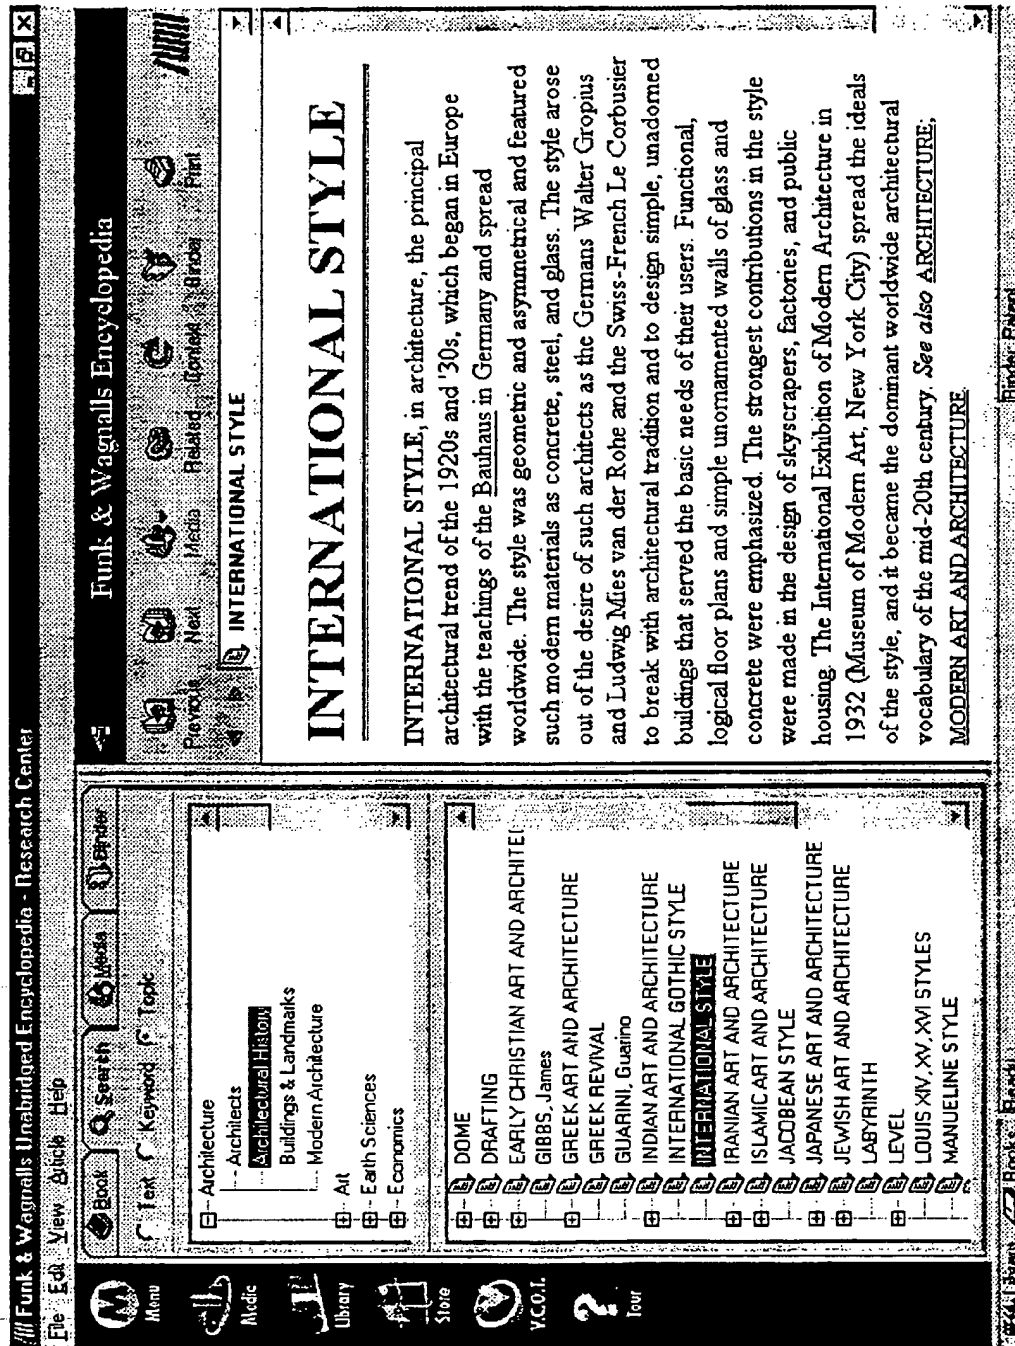 Funk & Wagnalls Unabridged Encyclopedia - Research Center
File Edit View Article Help
Menu
Media
Library
Store
V.C.O.T.
Tour
Book Search Media Binder
Text Keyword Topic
Architecture
Architects
Architectural History
Buildings & Landmarks
Modern Architecture
Art
Earth Sciences
Economics
DOME
DRAFTING
EARLY CHRISTIAN ART AND ARCHITE
GIBBS, James
GREEK ART AND ARCHITECTURE
GREEK REVIVAL
GUARINI, Guarino
INDIAN ART AND ARCHITECTURE
INTERNATIONAL GOTHIC STYLE
INTERNATIONAL STYLE
IRANIAN ART AND ARCHITECTURE
ISLAMIC ART AND ARCHITECTURE
JACOBEAN STYLE
JAPANESE ART AND ARCHITECTURE
JEWISH ART AND ARCHITECTURE
LABYRINTH
LEVEL
LOUIS XIV, XV, XVI STYLES
MANUELINE STYLE
Funk & Wagnalls Encyclopedia
Previous Next Media Related Context Binder Print
INTERNATIONAL STYLE
INTERNATIONAL STYLE
INTERNATIONAL STYLE, in architecture, the principal
architectural trend of the 1920s and '30s, which began in Europe
with the teachings of the Bauhaus in Germany and spread
worldwide. The style was geometric and asymmetrical and featured
such modern materials as concrete, steel, and glass. The style arose
out of the desire of such architects as the Germans Walter Gropius
and Ludwig Mies van der Rohe and the Swiss-French Le Corbusier
to break with architectural tradition and to design simple, unadorned
buildings that served the basic needs of their users. Functional,
logical floor plans and simple unornamented walls of glass and
concrete were emphasized. The strongest contributions in the style
were made in the design of skyscrapers, factories, and public
housing. The International Exhibition of Modern Architecture in
1932 (Museum of Modern Art, New York City) spread the ideals
of the style, and it became the dominant worldwide architectural
vocabulary of the mid-20th century. See also ARCHITECTURE;
MODERN ART AND ARCHITECTURE